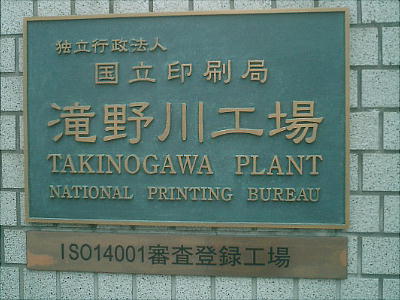 独立行政法人
国立印刷局
滝野川工場
TAKINOGAWA PLANT
NATIONAL PRINTING BUREAU
ISO14001審査登録工場